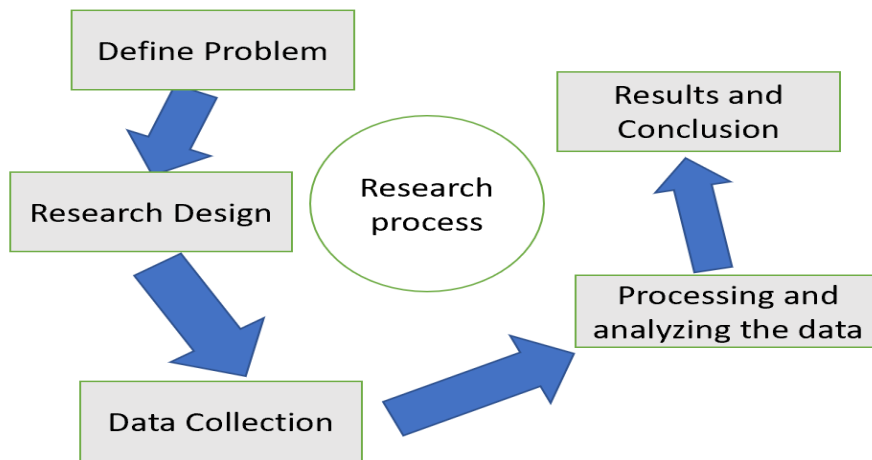 Define Problem
Research Design
Data Collection
Research
process
Processing and
analyzing the data
Results and
Conclusion